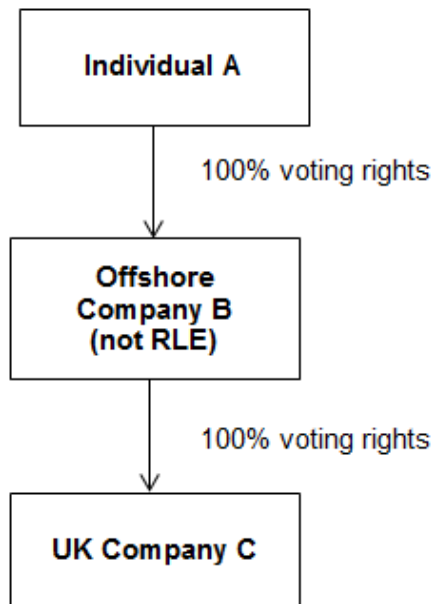 Individual A
100% voting rights
Offshore
Company B
(not RLE)
100% voting rights
UK Company C